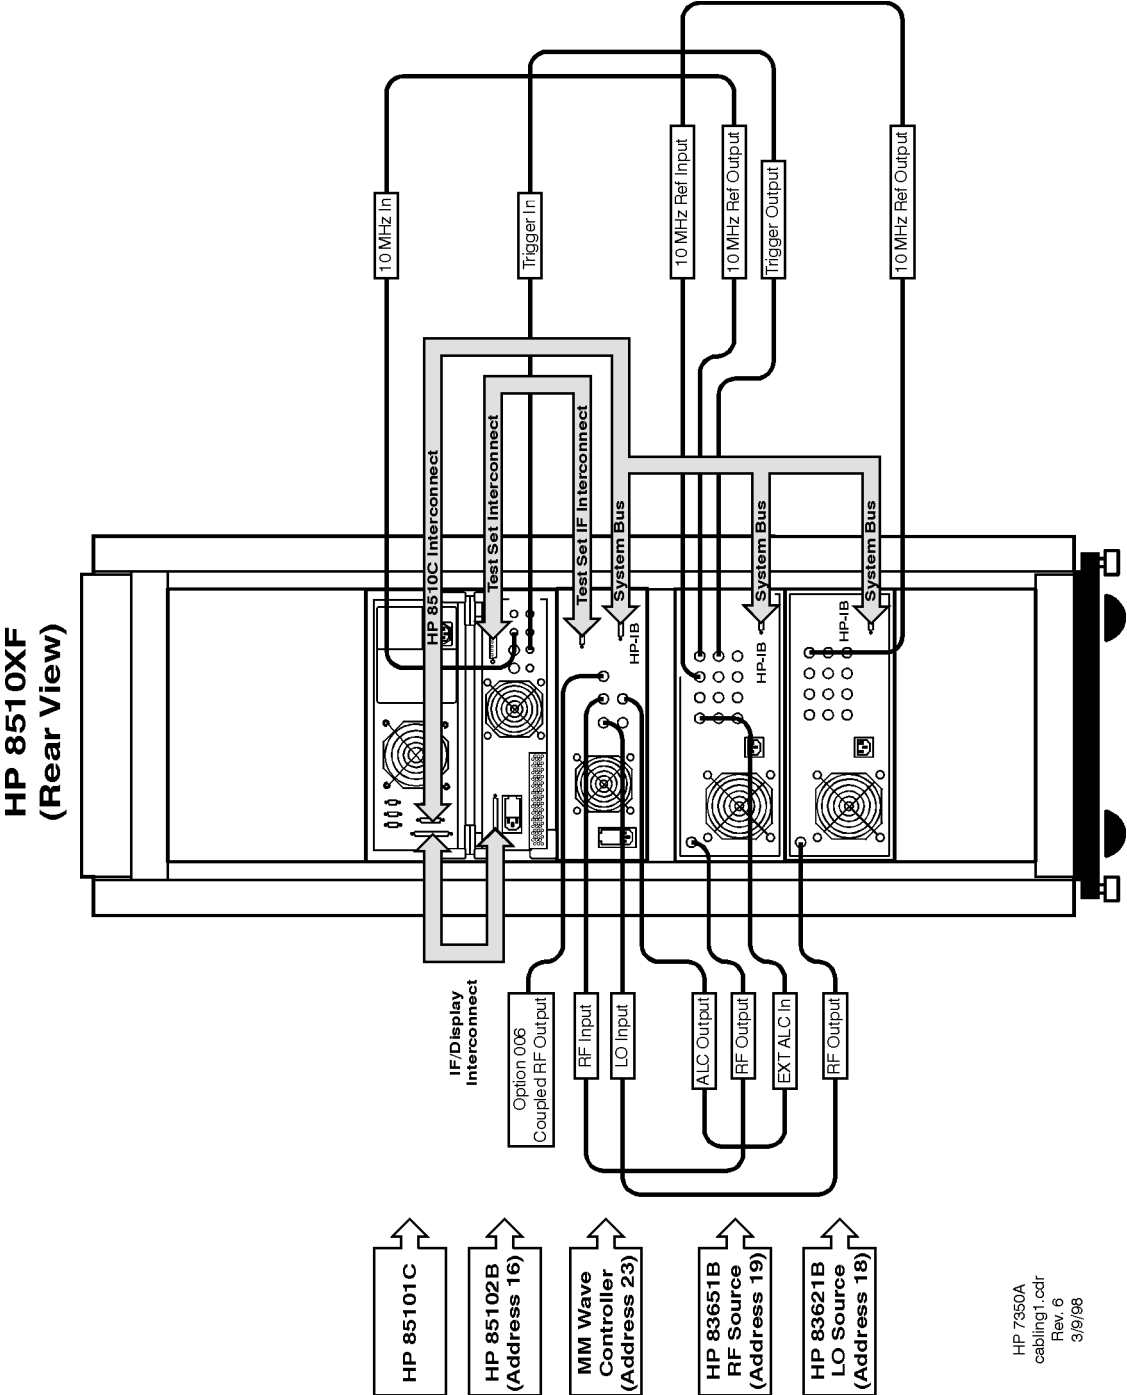 HP 8510XF
(Rear View)
10 MHz In
Trigger In
10 MHz Ref Input
10 MHz Ref Output
Trigger Output
10 MHz Ref Output
HP 8510C Interconnect
Test Set Interconnect
Test Set IF Interconnect
System Bus
System Bus
System Bus
HP-IB
HP-IB
HP-IB
IF/Display
Interconnect
Option 006
Coupled RF Output
RF Input
LO Input
ALC Output
RF Output
EXT ALC In
RF Output
HP 85101C
HP 85102B
(Address 16)
MM Wave
Controller
(Address 23)
HP 83651B
RF Source
(Address 19)
HP 83621B
LO Source
(Address 18)
HP 7350A
cabling1.cdr
Rev. 6
3/9/98